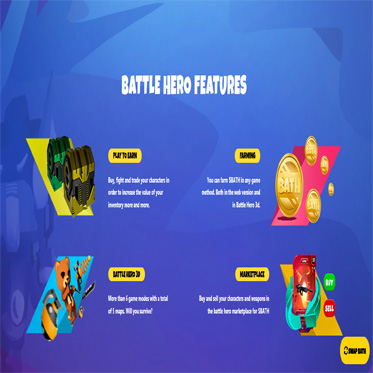 BATTLE HERO FEATURES
PLAY TO EARN
Buy, fight and trade your characters in
order to increase the value of your
inventory more and more.
FARMING
You can farm $BATH in any game
method. Both in the web version and
in Battle Hero 3d.
BATH
BATTLE HERO 3D
More than 6 game modes with a total
of 5 maps. Will you survive?
MARKETPLACE
Buy and sell your characters and weapons in
the battle hero marketplace for $BATH
BUY
SELL
SWAP BATH